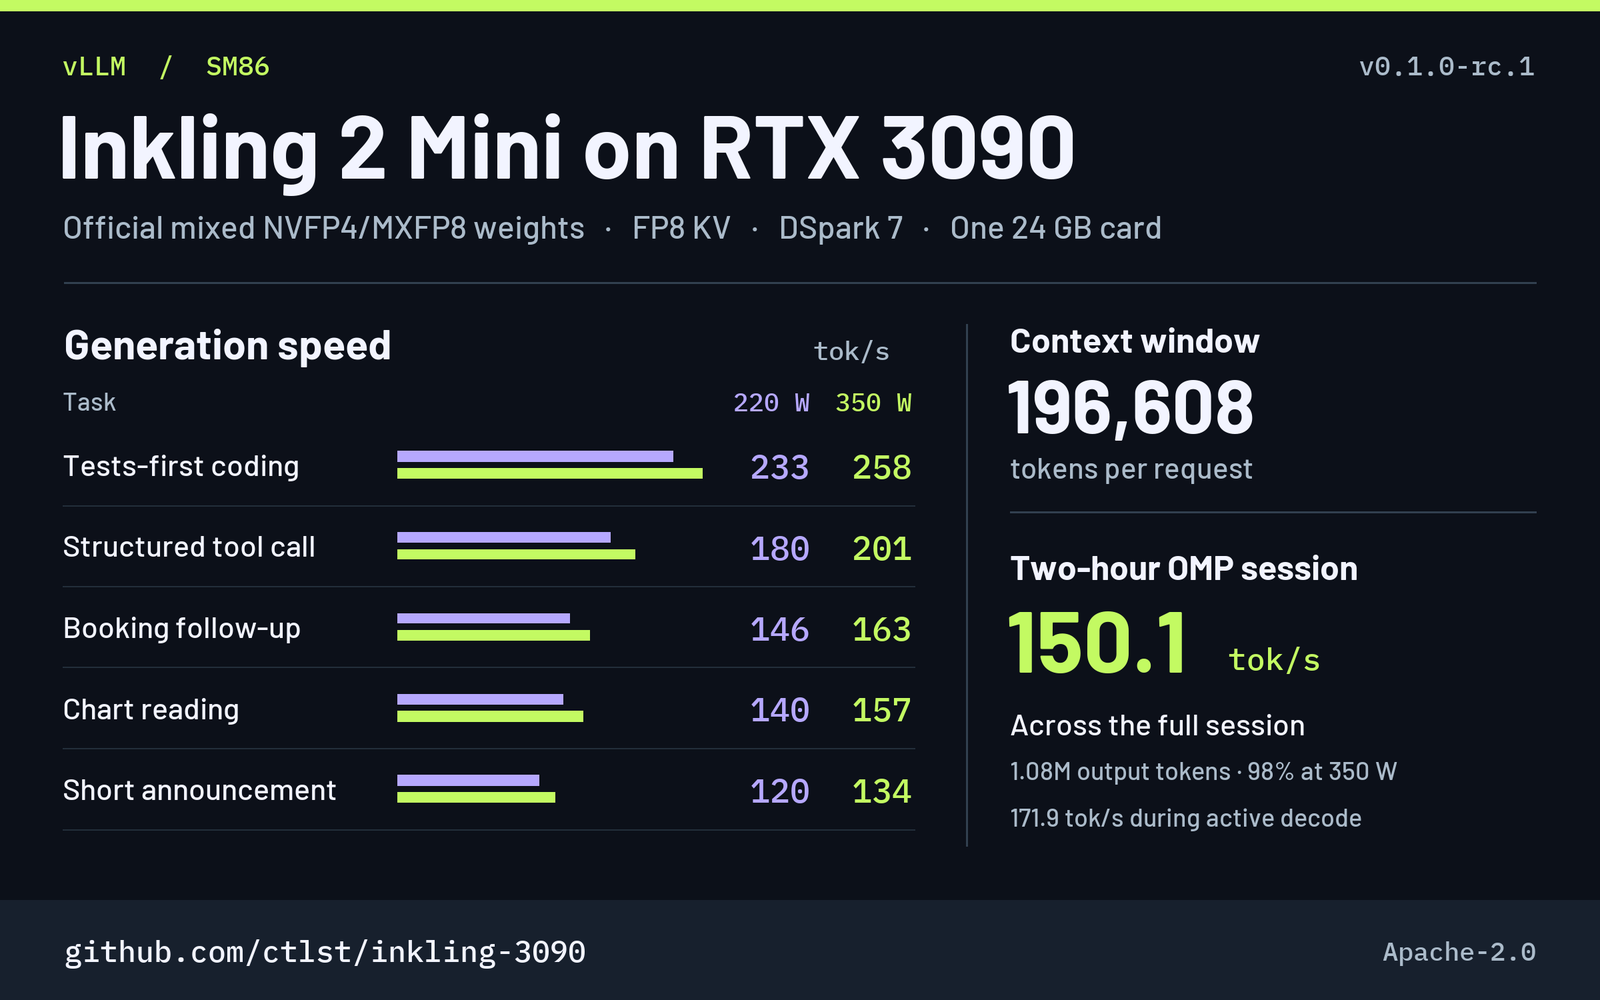 vLLM / SM86
v0.1.0-rc.1
Inkling 2 Mini on RTX 3090
Official mixed NVFP4/MXFP8 weights · FP8 KV · DSpark 7 · One 24 GB card
Generation speed
tok/s
Task 220 W 350 W
Tests-first coding 233 258
Structured tool call 180 201
Booking follow-up 146 163
Chart reading 140 157
Short announcement 120 134
Context window
196,608
tokens per request
Two-hour OMP session
150.1 tok/s
Across the full session
1.08M output tokens · 98% at 350 W
171.9 tok/s during active decode
github.com/ctlst/inkling-3090
Apache-2.0